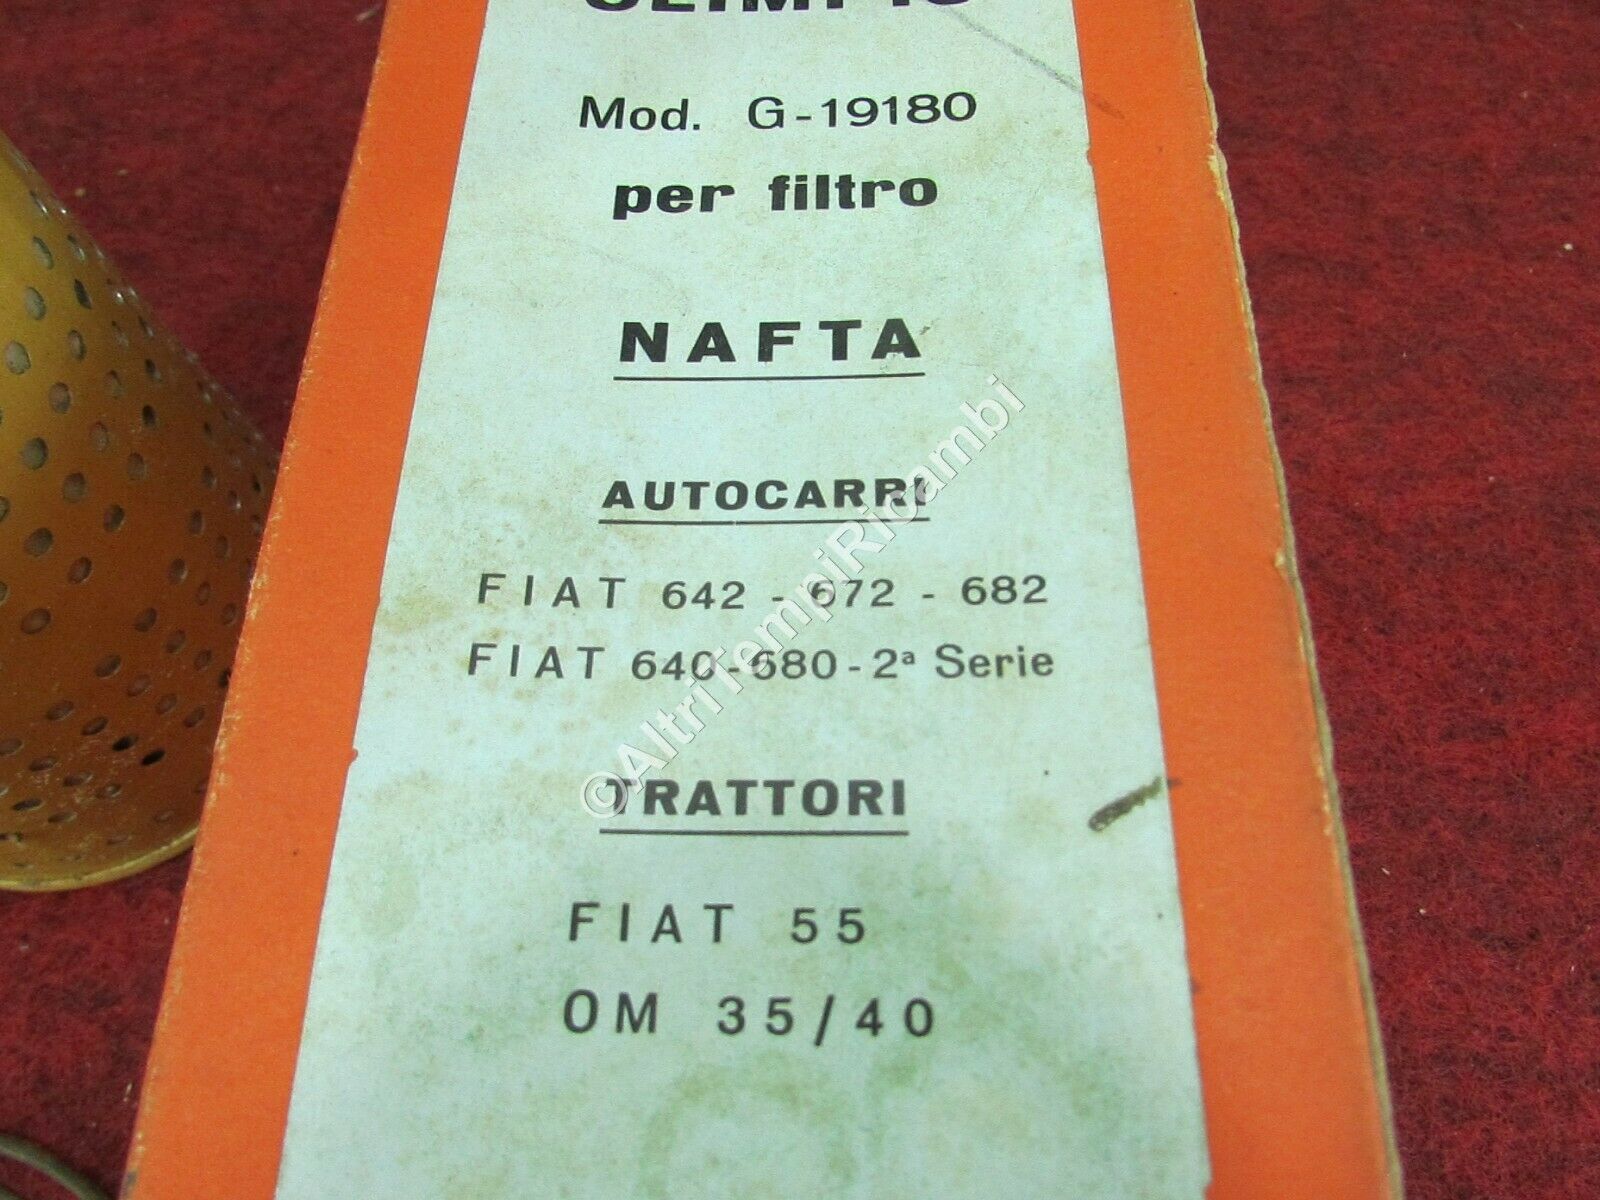 OLIMPIC
Mod. G-19180
per filtro
NAFTA
AUTOCARRI
FIAT 642 - 672 - 682
FIAT 640-680-2ª Serie
TRATTORI
FIAT 55
OM 35/40
©AltriTempiRicambi